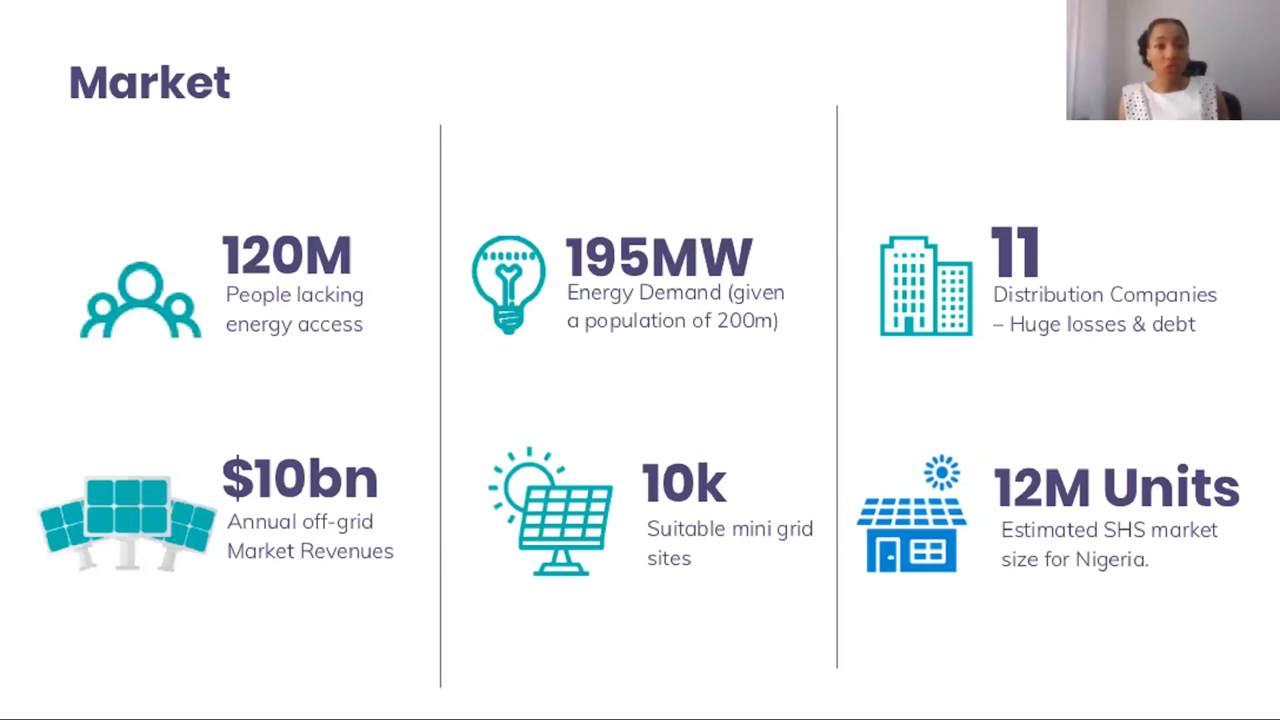 Market
120M
People lacking
energy access
195MW
Energy Demand (given
a population of 200m)
11
Distribution Companies
– Huge losses & debt
$10bn
Annual off-grid
Market Revenues
10k
Suitable mini grid
sites
12M Units
Estimated SHS market
size for Nigeria.